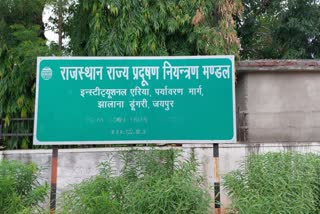 राजस्थान राज्य प्रदूषण नियन्त्रण मण्डल
इन्स्टीट्यूशनल एरिया, पर्यावरण मार्ग,
झालाना डूंगरी, जयपुर